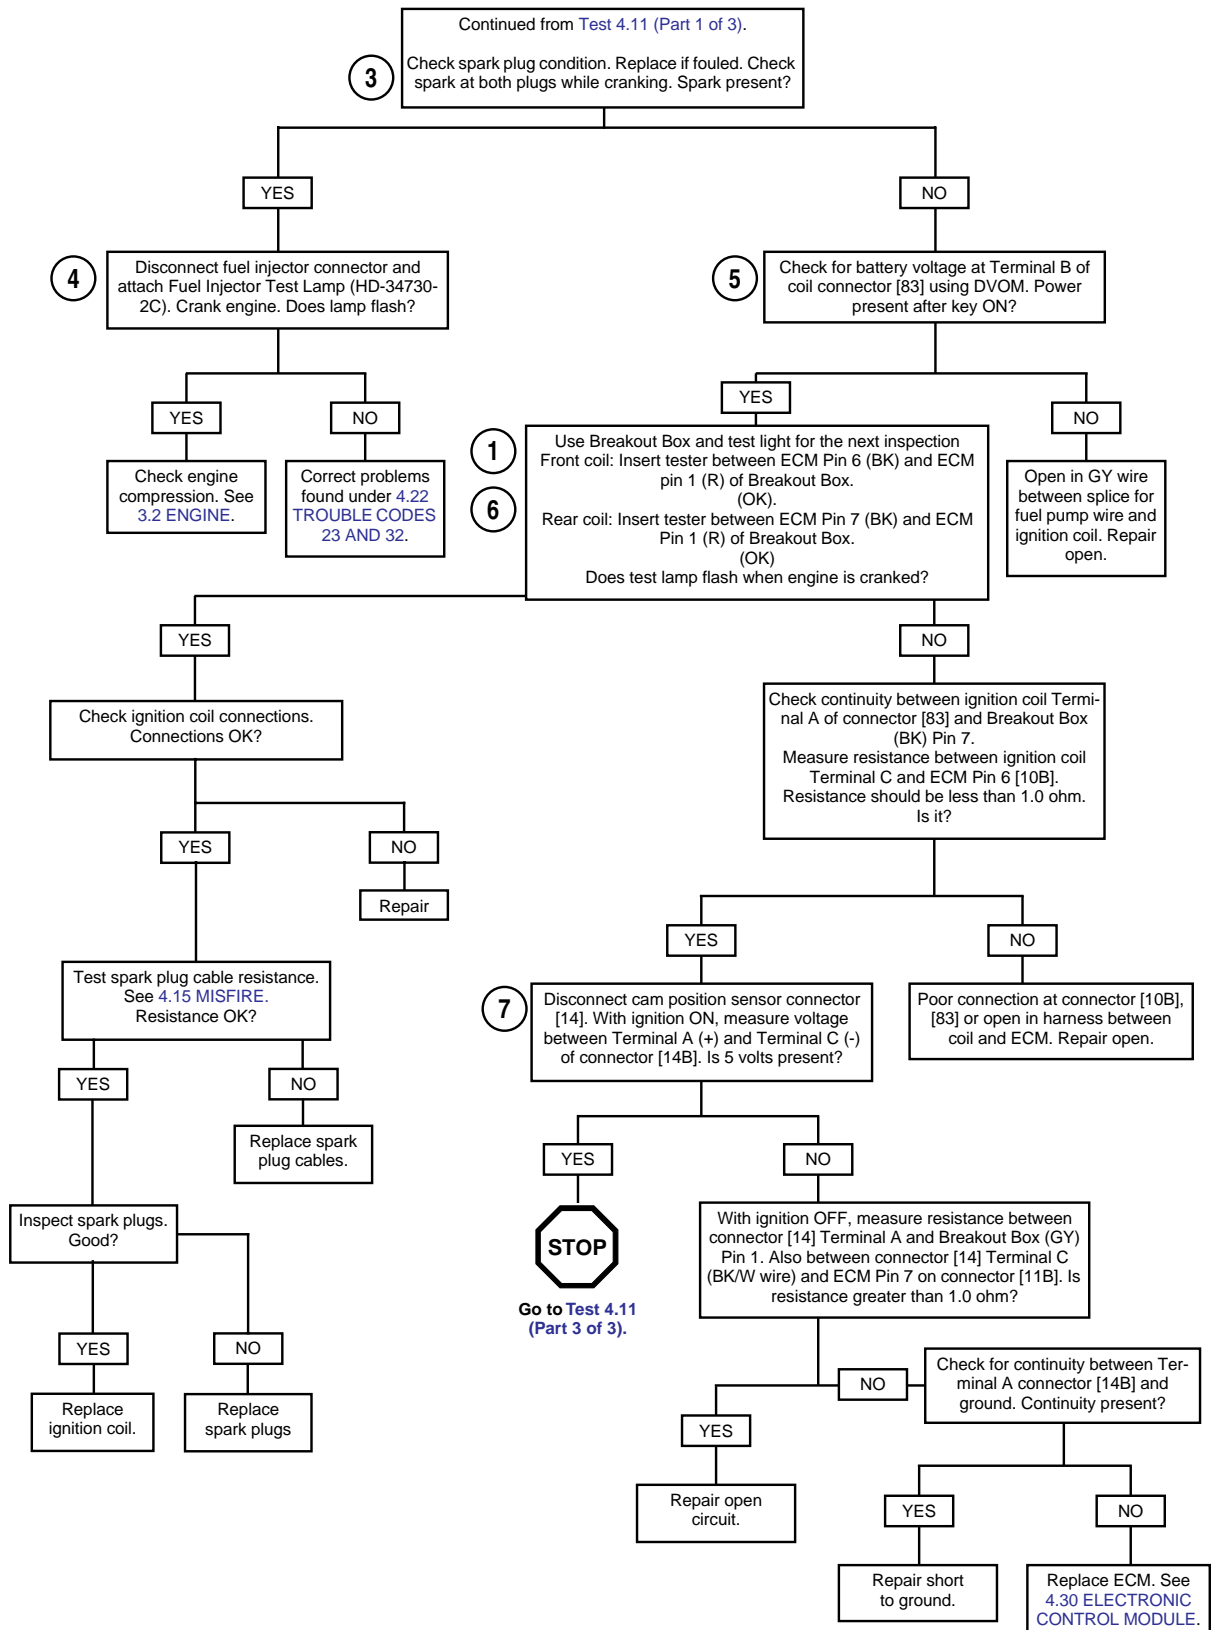 Continued from Test 4.11 (Part 1 of 3).
3
Check spark plug condition. Replace if fouled. Check
spark at both plugs while cranking. Spark present?
YES
NO
4
Disconnect fuel injector connector and
attach Fuel Injector Test Lamp (HD-34730-
2C). Crank engine. Does lamp flash?
5
Check for battery voltage at Terminal B of
coil connector [83] using DVOM. Power
present after key ON?
YES
NO
YES
NO
Check engine
compression. See
3.2 ENGINE.
Correct problems
found under 4.22
TROUBLE CODES
23 AND 32.
1
6
Use Breakout Box and test light for the next inspection
Front coil: Insert tester between ECM Pin 6 (BK) and ECM
pin 1 (R) of Breakout Box.
(OK).
Rear coil: Insert tester between ECM Pin 7 (BK) and ECM
Pin 1 (R) of Breakout Box.
(OK)
Does test lamp flash when engine is cranked?
Open in GY wire
between splice for
fuel pump wire and
ignition coil. Repair
open.
YES
NO
Check ignition coil connections.
Connections OK?
Check continuity between ignition coil Termi-
nal A of connector [83] and Breakout Box
(BK) Pin 7.
Measure resistance between ignition coil
Terminal C and ECM Pin 6 [10B].
Resistance should be less than 1.0 ohm.
Is it?
YES
NO
Repair
YES
NO
Test spark plug cable resistance.
See 4.15 MISFIRE.
Resistance OK?
7
Disconnect cam position sensor connector
[14]. With ignition ON, measure voltage
between Terminal A (+) and Terminal C (-)
of connector [14B]. Is 5 volts present?
Poor connection at connector [10B],
[83] or open in harness between
coil and ECM. Repair open.
YES
NO
Replace spark
plug cables.
YES
NO
Inspect spark plugs.
Good?
STOP
Go to Test 4.11
(Part 3 of 3).
With ignition OFF, measure resistance between
connector [14] Terminal A and Breakout Box (GY)
Pin 1. Also between connector [14] Terminal C
(BK/W wire) and ECM Pin 7 on connector [11B]. Is
resistance greater than 1.0 ohm?
YES
NO
Replace
ignition coil.
Replace
spark plugs
NO
Check for continuity between Ter-
minal A connector [14B] and
ground. Continuity present?
YES
Repair open
circuit.
YES
NO
Repair short
to ground.
Replace ECM. See
4.30 ELECTRONIC
CONTROL MODULE.